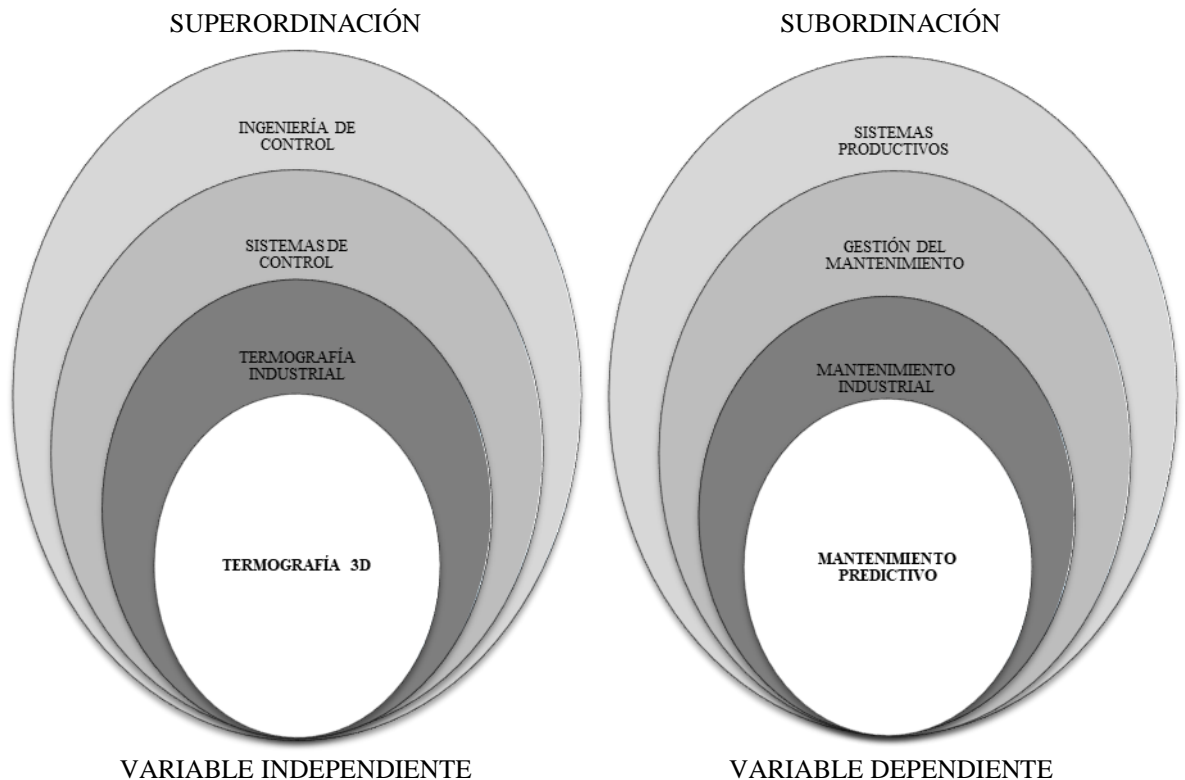 SUPERORDINACIÓN
INGENIERÍA DE
CONTROL
SISTEMAS DE
CONTROL
TERMOGRAFÍA
INDUSTRIAL
TERMOGRAFÍA 3D
VARIABLE INDEPENDIENTE
SUBORDINACIÓN
SISTEMAS
PRODUCTIVOS
GESTIÓN DEL
MANTENIMIENTO
MANTENIMIENTO
INDUSTRIAL
MANTENIMIENTO
PREDICTIVO
VARIABLE DEPENDIENTE